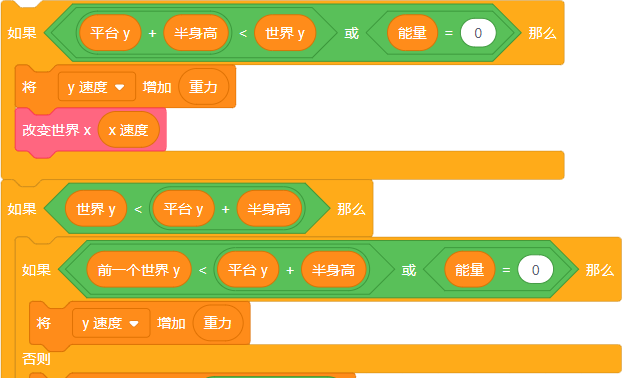 如果 平台 y + 半身高 < 世界 y 或 能量 = 0 那么
将 y 速度 增加 重力
改变世界 x x 速度
如果 世界 y < 平台 y + 半身高 那么
如果 前一个世界 y < 平台 y + 半身高 或 能量 = 0 那么
将 y 速度 增加 重力
否则